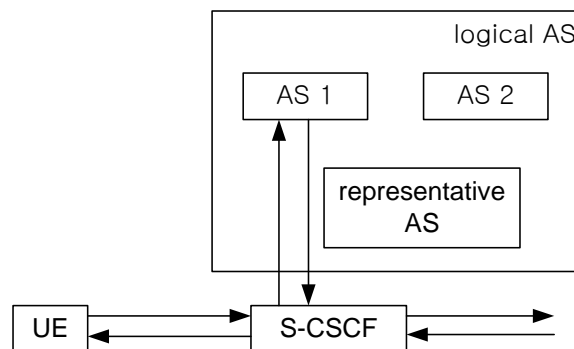 logical AS
AS 1
AS 2
representative
AS
UE
S-CSCF